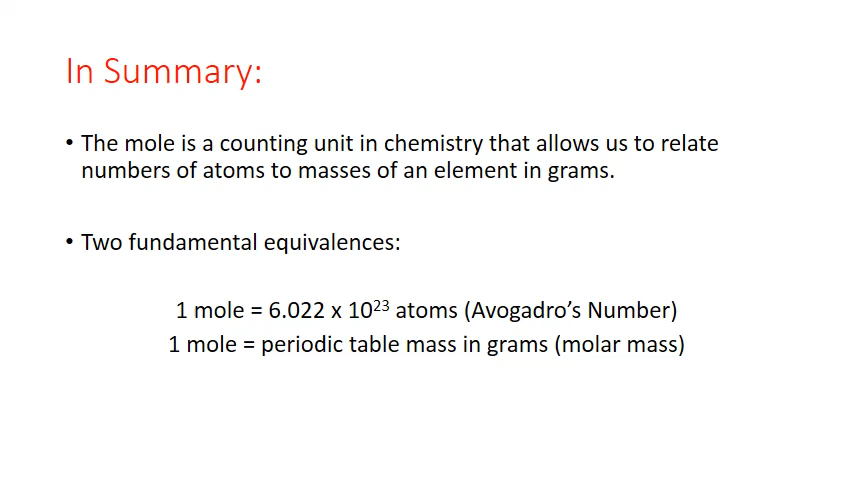 In Summary:
• The mole is a counting unit in chemistry that allows us to relate
numbers of atoms to masses of an element in grams.
• Two fundamental equivalences:
1 mole = 6.022 x 10²³ atoms (Avogadro’s Number)
1 mole = periodic table mass in grams (molar mass)